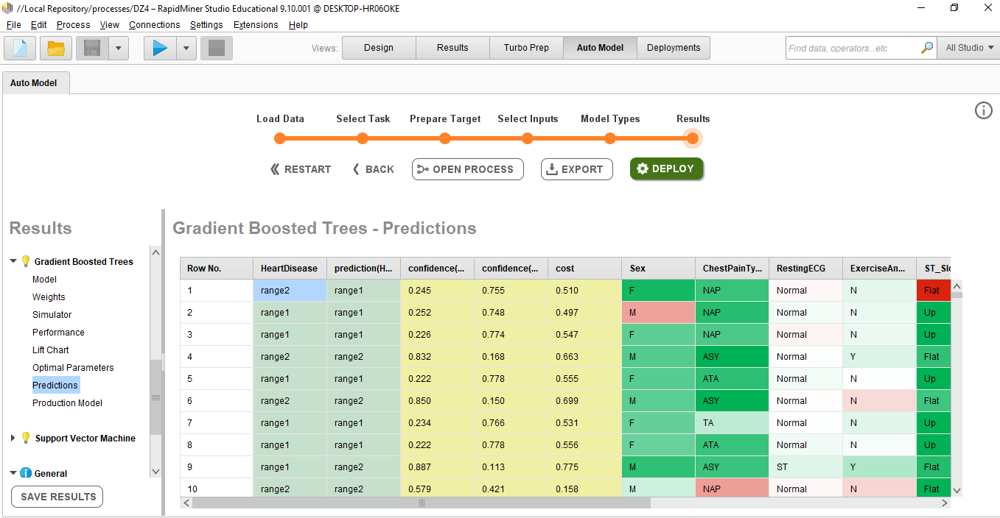 //Local Repository/processes/DZ4 – RapidMiner Studio Educational 9.10.001 @ DESKTOP-HR06OKE
File Edit Process View Connections Settings Extensions Help
Views: Design Results Turbo Prep Auto Model Deployments Find data, operators...etc All Studio
Auto Model
Load Data Select Task Prepare Target Select Inputs Model Types Results
RESTART BACK OPEN PROCESS EXPORT DEPLOY
Results
Gradient Boosted Trees
Model
Weights
Simulator
Performance
Lift Chart
Optimal Parameters
Predictions
Production Model
Support Vector Machine
General
SAVE RESULTS
Gradient Boosted Trees - Predictions
Row No. HeartDisease prediction(H... confidence(... confidence(... cost Sex ChestPainTy... RestingECG ExerciseAn... ST_Slo
1 range2 range1 0.245 0.755 0.510 F NAP Normal N Flat
2 range1 range1 0.252 0.748 0.497 M NAP Normal N Up
3 range1 range1 0.226 0.774 0.547 F NAP Normal N Up
4 range2 range2 0.832 0.168 0.663 M ASY Normal Y Flat
5 range1 range1 0.222 0.778 0.555 F ATA Normal N Up
6 range2 range2 0.850 0.150 0.699 M ASY Normal N Flat
7 range1 range1 0.234 0.766 0.531 F TA Normal N Up
8 range1 range1 0.222 0.778 0.556 F ATA Normal N Up
9 range1 range2 0.887 0.113 0.775 M ASY ST Y Flat
10 range2 range2 0.579 0.421 0.158 M NAP Normal N Flat